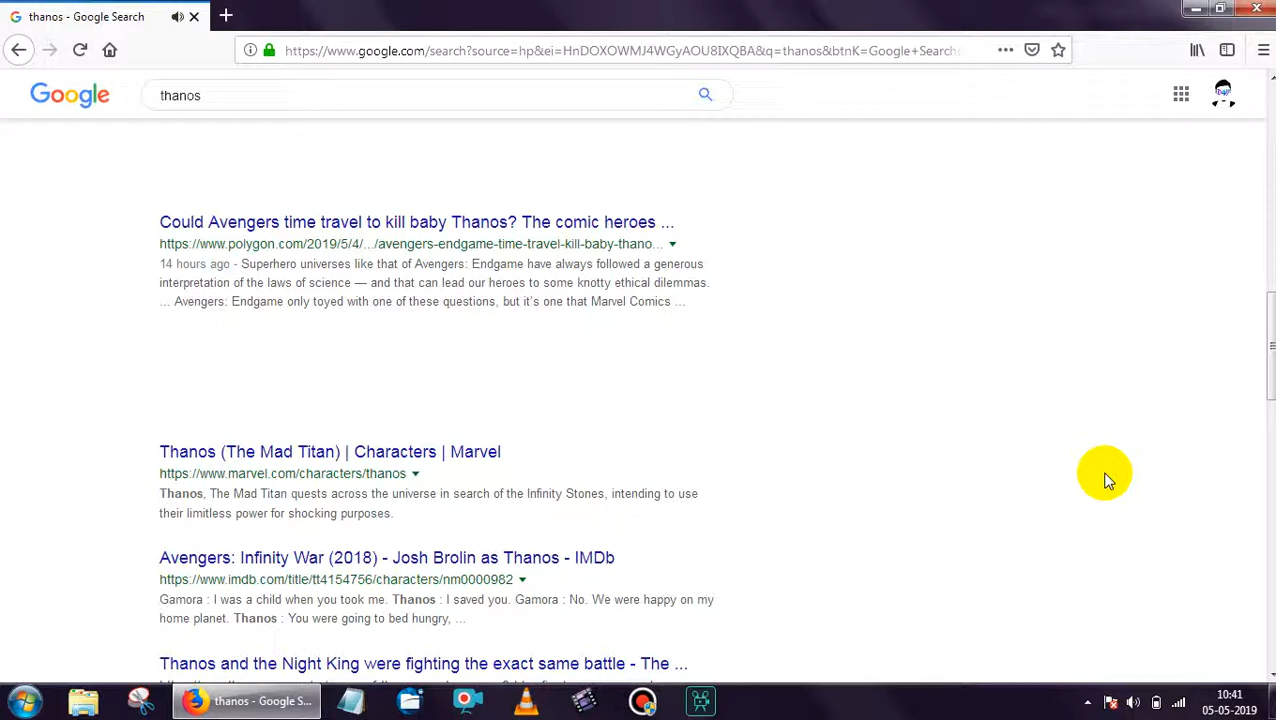 thanos - Google Search
https://www.google.com/search?source=hp&ei=HnDOXOWMJ4WGyAOU8IXQBA&q=thanos&btnK=Google+Search
Google
thanos
Could Avengers time travel to kill baby Thanos? The comic heroes ...
https://www.polygon.com/2019/5/4/.../avengers-endgame-time-travel-kill-baby-thano...
14 hours ago - Superhero universes like that of Avengers: Endgame have always followed a generous
interpretation of the laws of science — and that can lead our heroes to some knotty ethical dilemmas.
... Avengers: Endgame only toyed with one of these questions, but it's one that Marvel Comics ...
Thanos (The Mad Titan) | Characters | Marvel
https://www.marvel.com/characters/thanos
Thanos, The Mad Titan quests across the universe in search of the Infinity Stones, intending to use
their limitless power for shocking purposes.
Avengers: Infinity War (2018) - Josh Brolin as Thanos - IMDb
https://www.imdb.com/title/tt4154756/characters/nm0000982
Gamora : I was a child when you took me. Thanos : I saved you. Gamora : No. We were happy on my
home planet. Thanos : You were going to bed hungry, ...
Thanos and the Night King were fighting the exact same battle - The ...
thanos - Google S...
10:41
05-05-2019